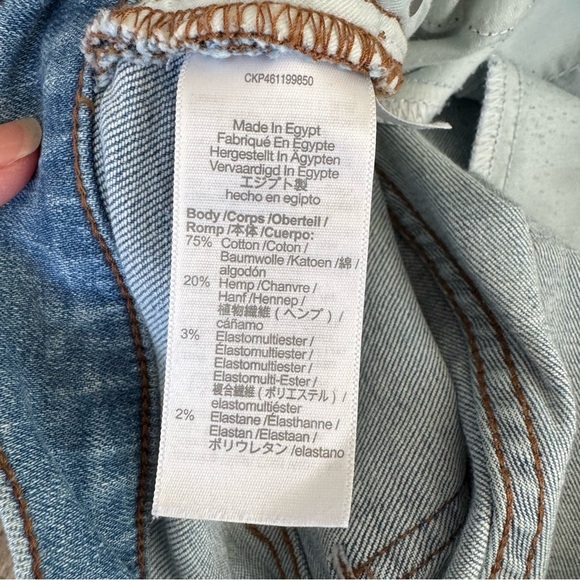 CKP461199850
Made In Egypt
Fabriqué En Egypte
Hergestellt In Ägypten
Vervaardigd In Egypte
エジプト製
hecho en egipto
Body /Corps /Oberteil /
Romp /本体 /Cuerpo:
75% Cotton /Coton /
Baumwolle /Katoen /綿 /
algodón
20% Hemp /Chanvre /
Hanf /Hennep /
植物繊維 ( ヘンプ ) /
cáñamo
3% Elastomultiester /
Élastomultiester /
Elastomultiester /
Elastomulti-Ester /
複合繊維 ( ポリエステル ) /
elastomultiéster
2% Elastane /Élasthanne /
Elastan /Elastaan /
ポリウレタン /elastano